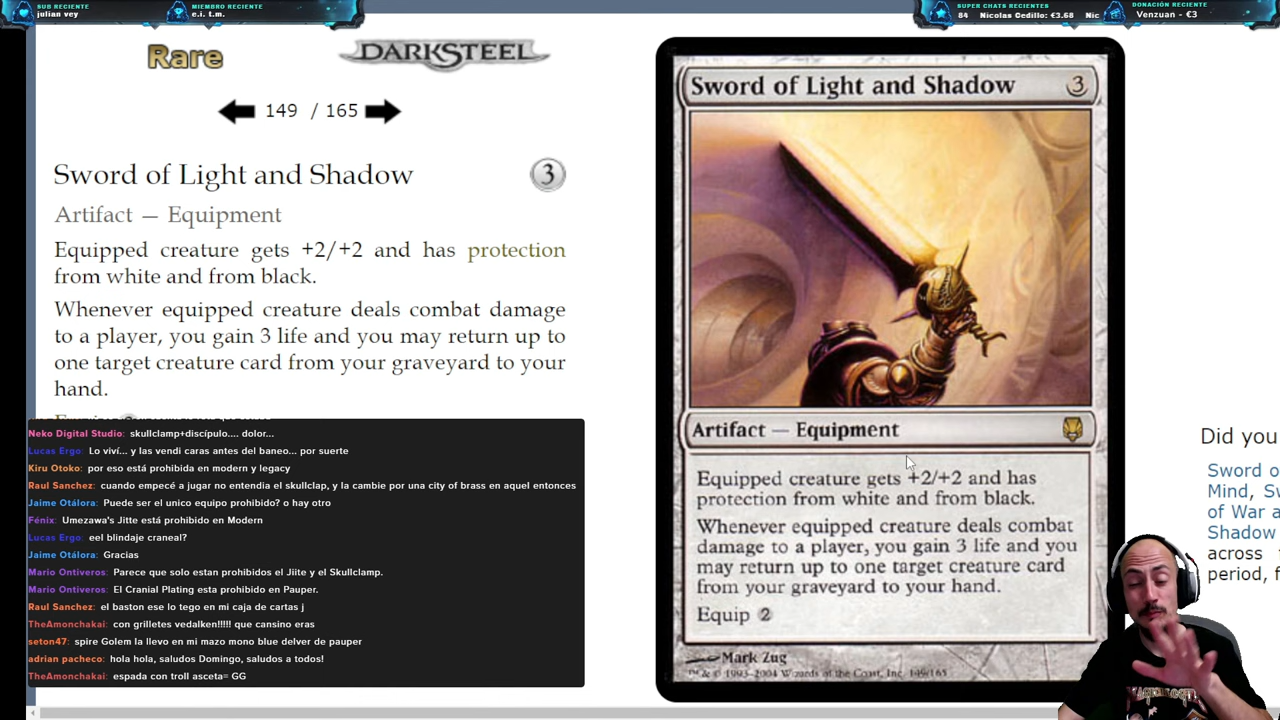 SUB RECIENTE
julian vey
MIEMBRO RECIENTE
e.i. t.m.
SUPER CHATS RECIENTES
84 Nicolas Cedillo: €3.68 Nic
DONACIÓN RECIENTE
Venzuan - €3
Rare
DARKSTEEL
149 / 165
Sword of Light and Shadow
3
Artifact — Equipment
Equipped creature gets +2/+2 and has protection
from white and from black.
Whenever equipped creature deals combat damage
to a player, you gain 3 life and you may return up to
one target creature card from your graveyard to your
hand.
Neko Digital Studio: skullclamp+discípulo.... dolor...
Lucas Ergo: Lo viví... y las vendi caras antes del baneo... por suerte
Kiru Otoko: por eso está prohibida en modern y legacy
Raul Sanchez: cuando empecé a jugar no entendia el skullclap, y la cambie por una city of brass en aquel entonces
Jaime Otálora: Puede ser el unico equipo prohibido? o hay otro
Fénix: Umezawa's Jitte está prohibido en Modern
Lucas Ergo: eel blindaje craneal?
Jaime Otálora: Gracias
Mario Ontiveros: Parece que solo estan prohibidos el Jiite y el Skullclamp.
Mario Ontiveros: El Cranial Plating esta prohibido en Pauper.
Raul Sanchez: el baston ese lo tego en mi caja de cartas j
TheAmonchakai: con grilletes vedalken!!!!! que cansino eras
seton47: spire Golem la llevo en mi mazo mono blue delver de pauper
adrian pacheco: hola hola, saludos Domingo, saludos a todos!
TheAmonchakai: espada con troll asceta= GG
Sword of Light and Shadow
3
Artifact — Equipment
Equipped creature gets +2/+2 and has
protection from white and from black.
Whenever equipped creature deals combat
damage to a player, you gain 3 life and you
may return up to one target creature card
from your graveyard to your hand.
Equip 2
Mark Zug
™ & © 1993–2004 Wizards of the Coast, Inc. 149/165
Did you
Sword o
Mind, Sw
of War a
Shadow
across
period, f